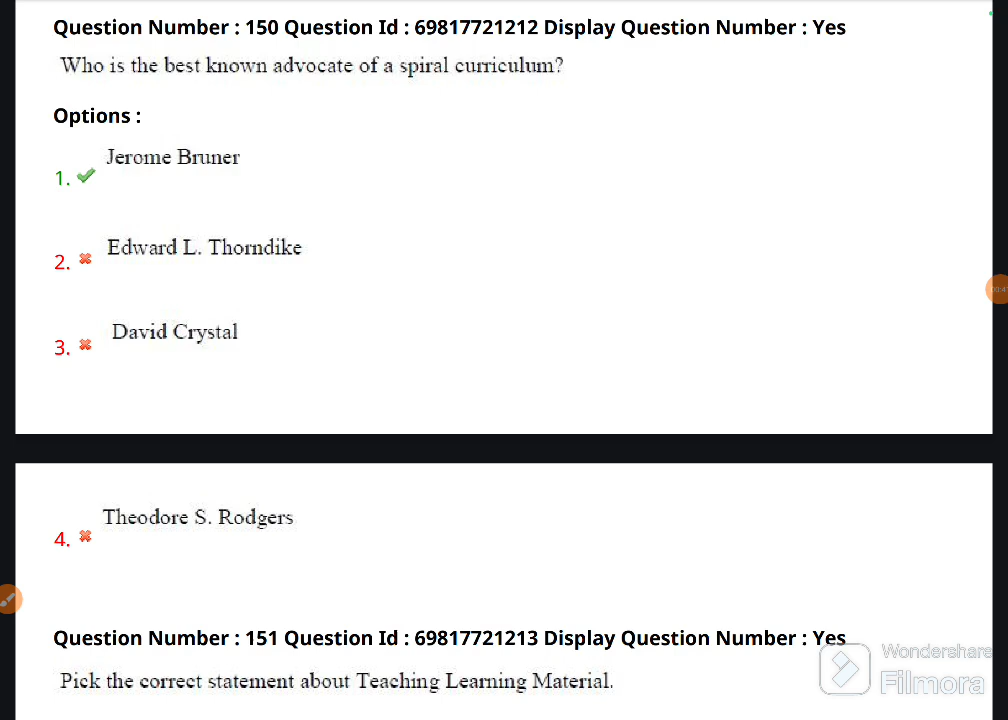 Question Number : 150 Question Id : 69817721212 Display Question Number : Yes
Who is the best known advocate of a spiral curriculum?
Options :
Jerome Bruner
1.
Edward L. Thorndike
2.
David Crystal
3.
Theodore S. Rodgers
4.
Question Number : 151 Question Id : 69817721213 Display Question Number : Yes
Pick the correct statement about Teaching Learning Material.
Wondershare
Filmora